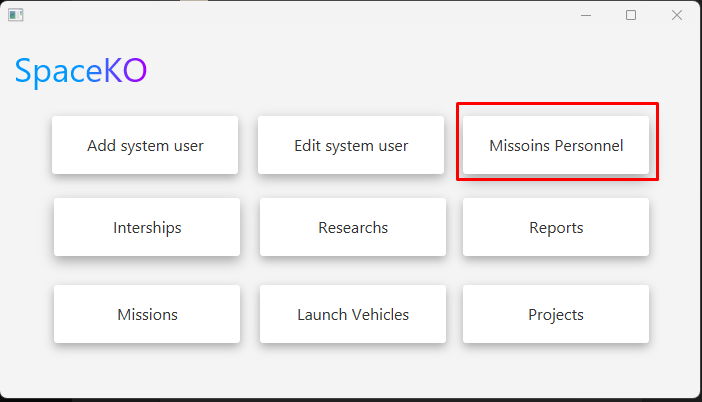 SpaceKO
Add system user
Edit system user
Missoins Personnel
Interships
Researchs
Reports
Missions
Launch Vehicles
Projects